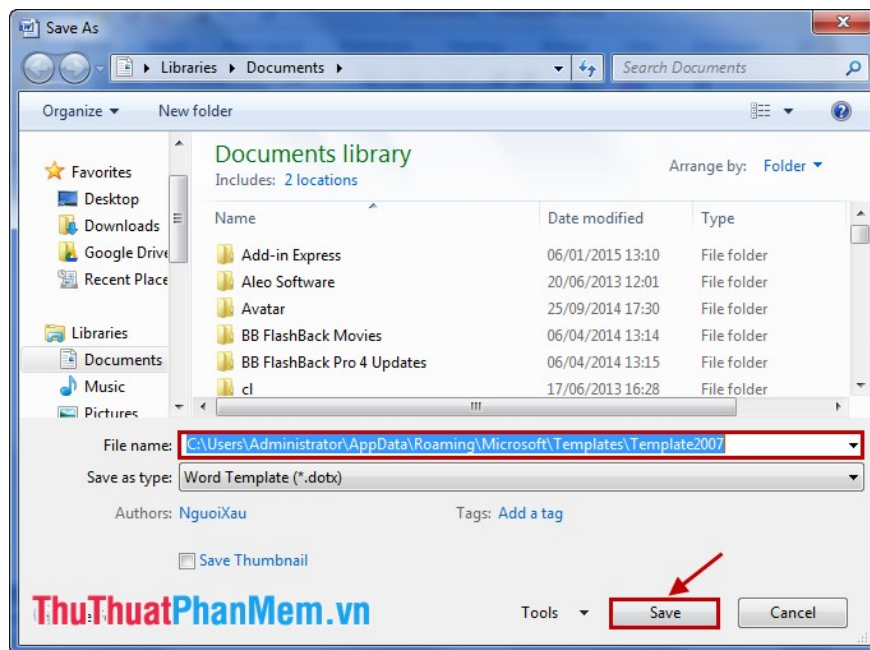 Save As
Libraries Documents Search Documents
Organize New folder
Favorites
Desktop
Downloads
Google Drive
Recent Place
Libraries
Documents
Music
Pictures
Documents library
Includes: 2 locations
Arrange by: Folder
Name Date modified Type
Add-in Express 06/01/2015 13:10 File folder
Aleo Software 20/06/2013 12:01 File folder
Avatar 25/09/2014 17:30 File folder
BB FlashBack Movies 06/04/2014 13:14 File folder
BB FlashBack Pro 4 Updates 06/04/2014 13:15 File folder
cl 17/06/2013 16:28 File folder
File name: C:\Users\Administrator\AppData\Roaming\Microsoft\Templates\Template2007
Save as type: Word Template (*.dotx)
Authors: NguoiXau Tags: Add a tag
Save Thumbnail
ThuThuatPhanMem.vn Tools Save Cancel